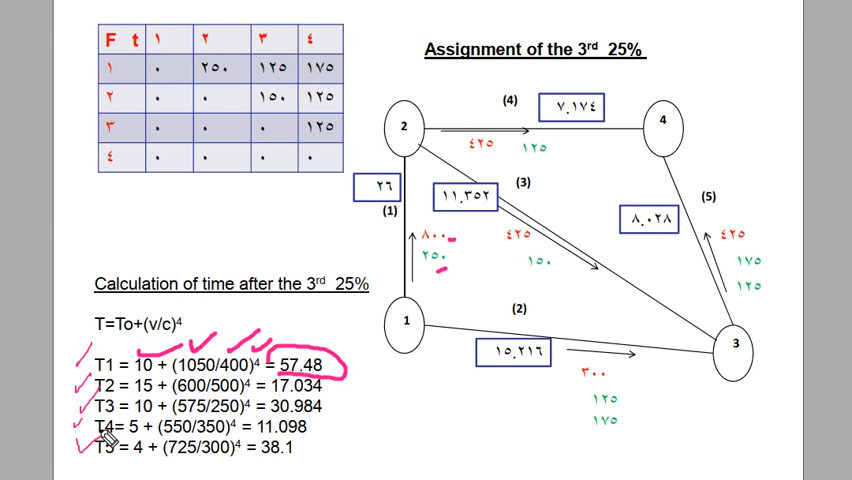 Assignment of the 3rd 25%
F t ١ ٢ ٣ ٤
١ ٠ ٢٥٠ ١٢٥ ١٧٥
٢ ٠ ٠ ١٥٠ ١٢٥
٣ ٠ ٠ ٠ ١٢٥
٤ ٠ ٠ ٠ ٠
(4)
٧.١٧٤
2
4
٤٢٥
١٢٥
٢٦
(1)
(3)
١١.٣٥٢
(5)
٨.٠٢٨
٨٠٠
٢٥٠
٤٢٥
١٥٠
٤٢٥
١٧٥
١٢٥
1
(2)
3
١٥.٢١٦
٣٠٠
١٢٥
١٧٥
Calculation of time after the 3rd 25%
T=To+(v/c)4
T1 = 10 + (1050/400)4 = 57.48
T2 = 15 + (600/500)4 = 17.034
T3 = 10 + (575/250)4 = 30.984
T4= 5 + (550/350)4 = 11.098
T5 = 4 + (725/300)4 = 38.1